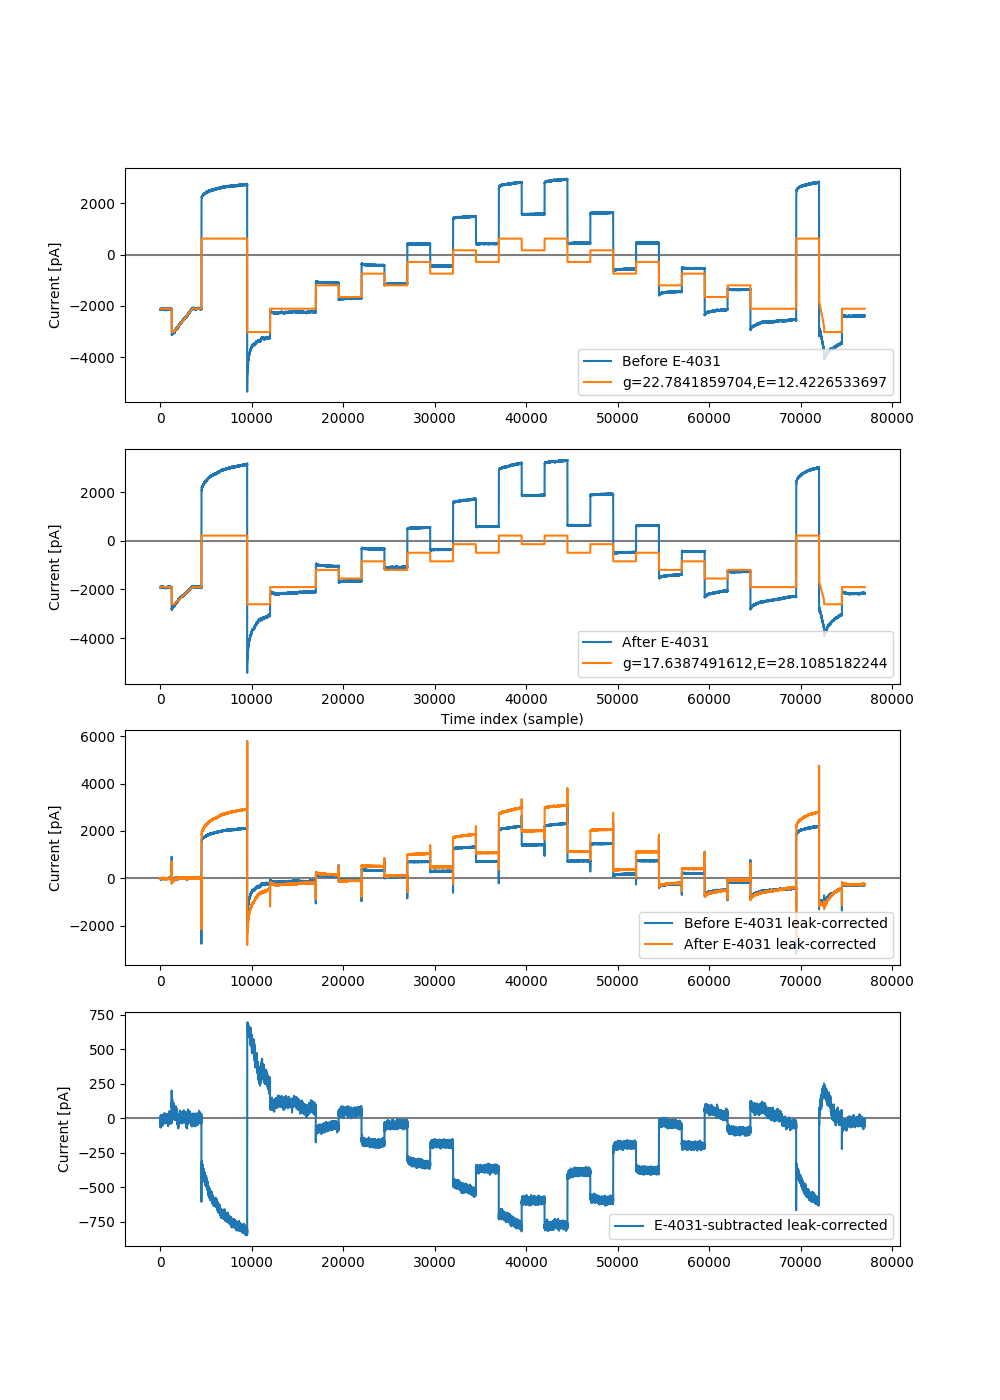 2000
0
−2000
−4000
Current [pA]
Before E-4031
g=22.7841859704,E=12.4226533697
0 10000 20000 30000 40000 50000 60000 70000 80000
2000
0
−2000
−4000
Current [pA]
After E-4031
g=17.6387491612,E=28.1085182244
0 10000 20000 30000 40000 50000 60000 70000 80000
Time index (sample)
6000
4000
2000
0
−2000
Current [pA]
Before E-4031 leak-corrected
After E-4031 leak-corrected
0 10000 20000 30000 40000 50000 60000 70000 80000
750
500
250
0
−250
−500
−750
Current [pA]
E-4031-subtracted leak-corrected
0 10000 20000 30000 40000 50000 60000 70000 80000